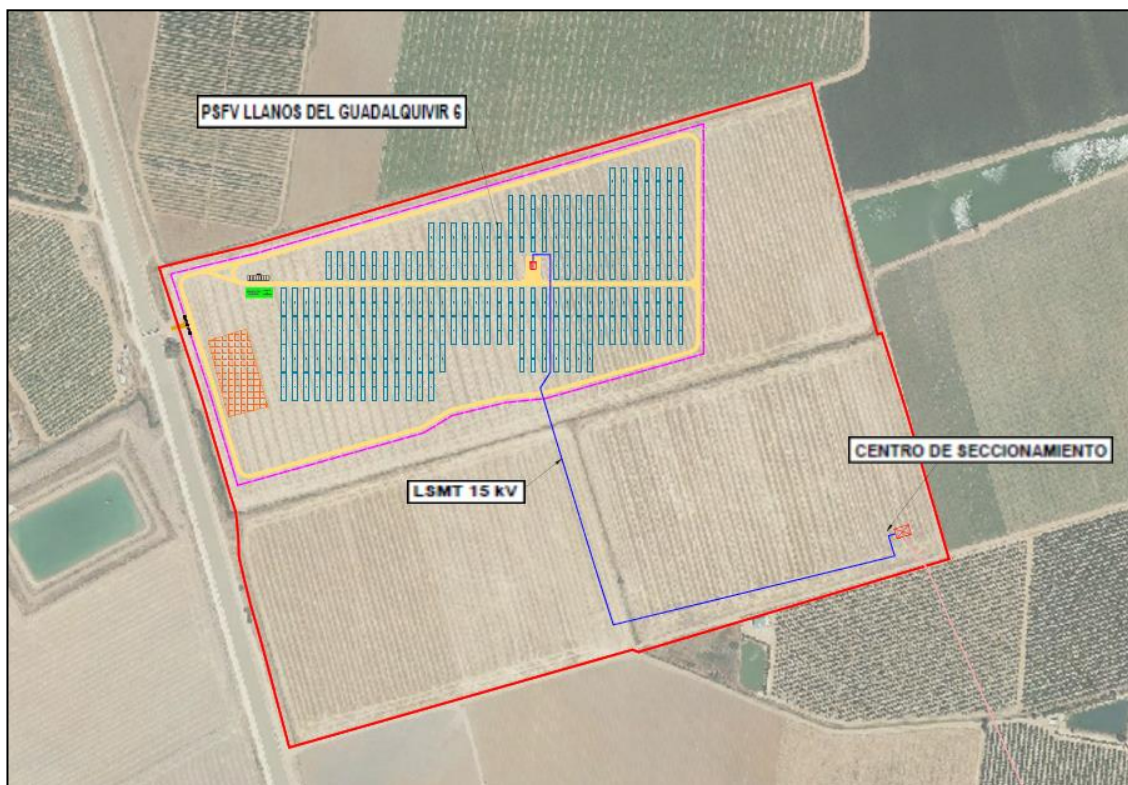 PSFV LLANOS DEL GUADALQUIVIR 6
CENTRO DE SECCIONAMIENTO
LSMT 15 kV